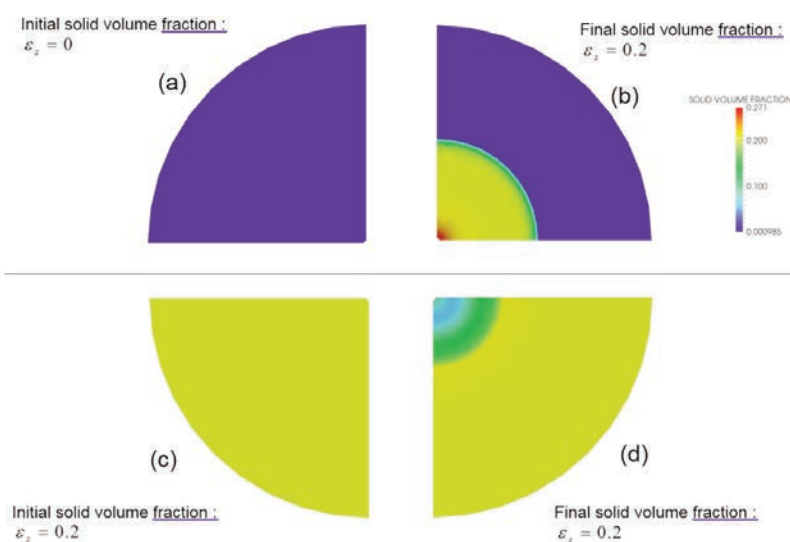 Initial solid volume fraction :
εs = 0
(a)
Final solid volume fraction :
εs = 0.2
(b)
SOLID VOLUME FRACTION
0.271
0.200
0.100
0.000985
(c)
Initial solid volume fraction :
εs = 0.2
(d)
Final solid volume fraction :
εs = 0.2